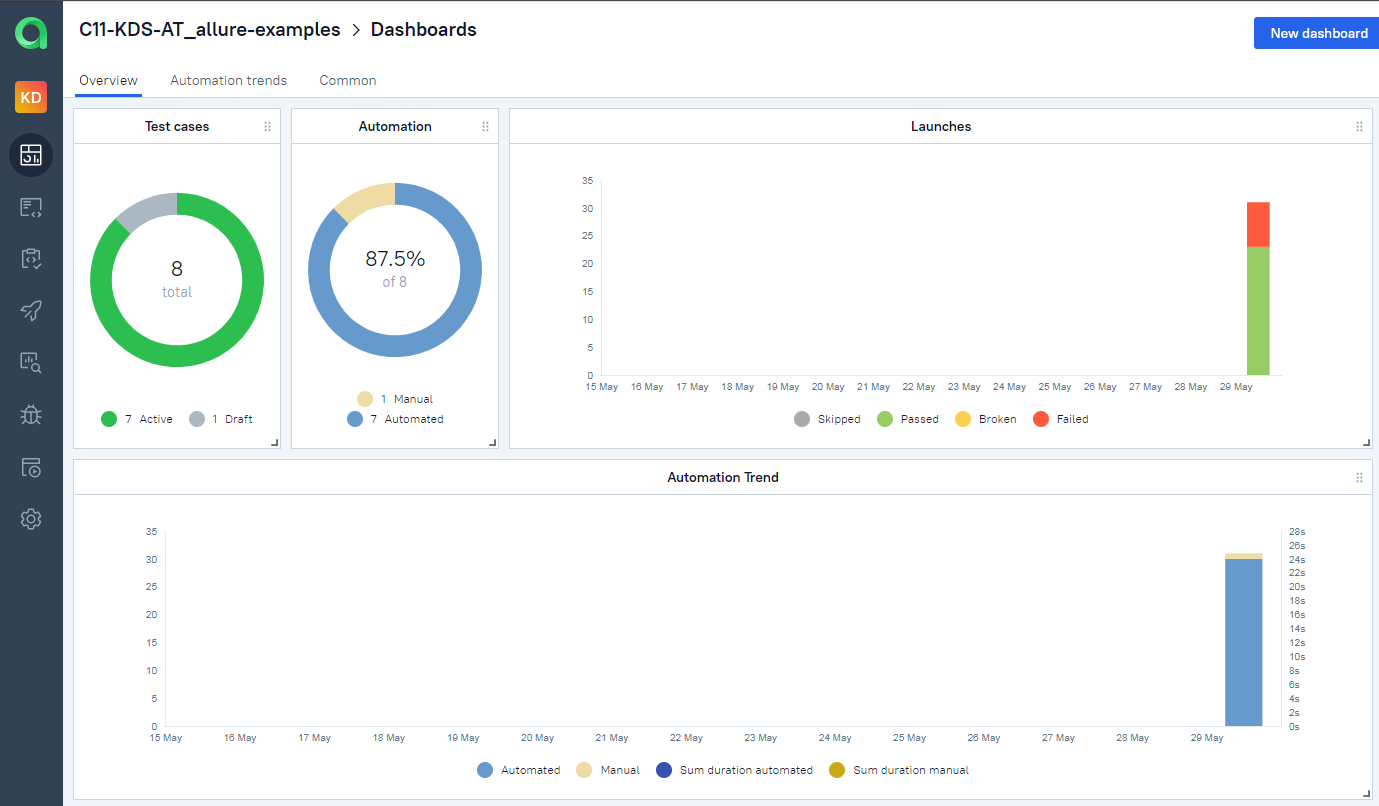 C11-KDS-AT_allure-examples > Dashboards
New dashboard
KD
Overview Automation trends Common
Test cases
8
total
7 Active 1 Draft
Automation
87.5%
of 8
1 Manual
7 Automated
Launches
35
30
25
20
15
10
5
0
15 May 16 May 17 May 18 May 19 May 20 May 21 May 22 May 23 May 24 May 25 May 26 May 27 May 28 May 29 May
Skipped Passed Broken Failed
Automation Trend
35
30
25
20
15
10
5
0
28s
26s
24s
22s
20s
18s
16s
14s
12s
10s
8s
6s
4s
2s
0s
15 May 16 May 17 May 18 May 19 May 20 May 21 May 22 May 23 May 24 May 25 May 26 May 27 May 28 May 29 May
Automated Manual Sum duration automated Sum duration manual